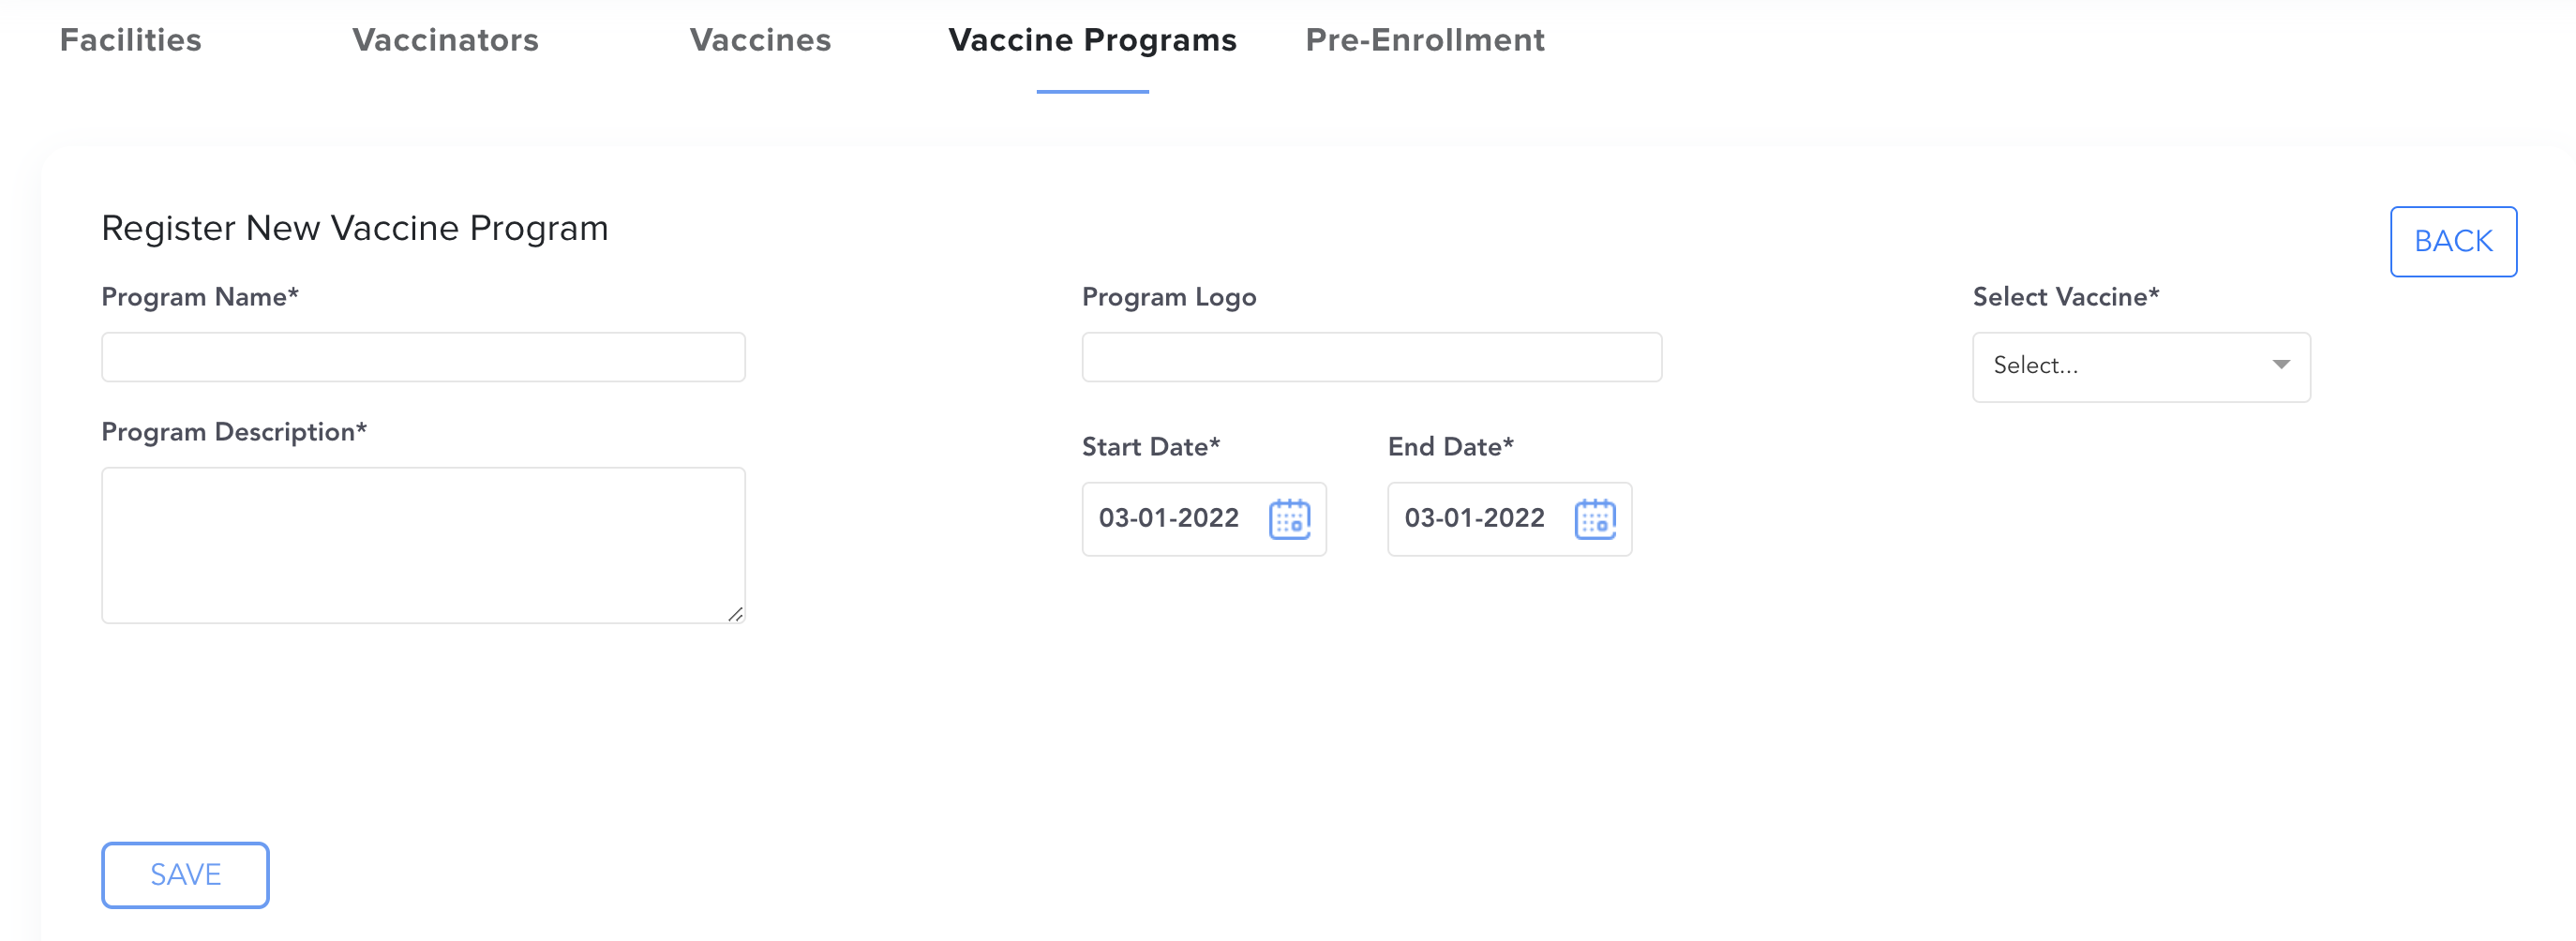 Facilities Vaccinators Vaccines Vaccine Programs Pre-Enrollment
Register New Vaccine Program
BACK
Program Name* Program Logo Select Vaccine*
Select...
Program Description*
Start Date* End Date*
03-01-2022 03-01-2022
SAVE